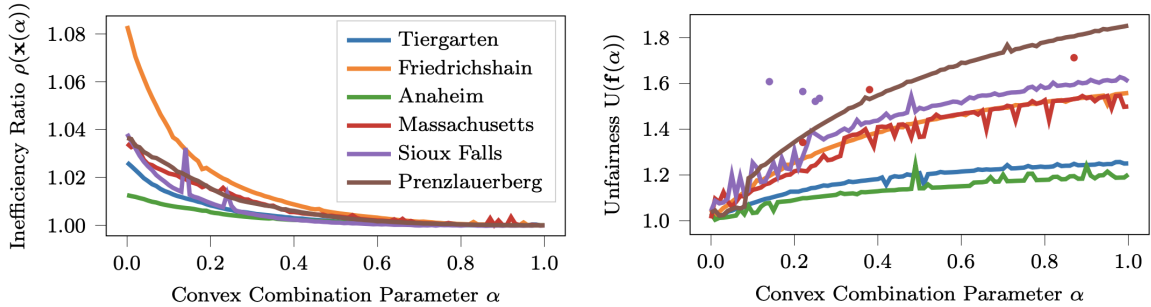 Inefficiency Ratio ρ(x(α))
1.08
1.06
1.04
1.02
1.00
0.0 0.2 0.4 0.6 0.8 1.0
Convex Combination Parameter α
Tiergarten
Friedrichshain
Anaheim
Massachusetts
Sioux Falls
Prenzlauerberg
Unfairness U(f(α))
1.8
1.6
1.4
1.2
1.0
0.0 0.2 0.4 0.6 0.8 1.0
Convex Combination Parameter α